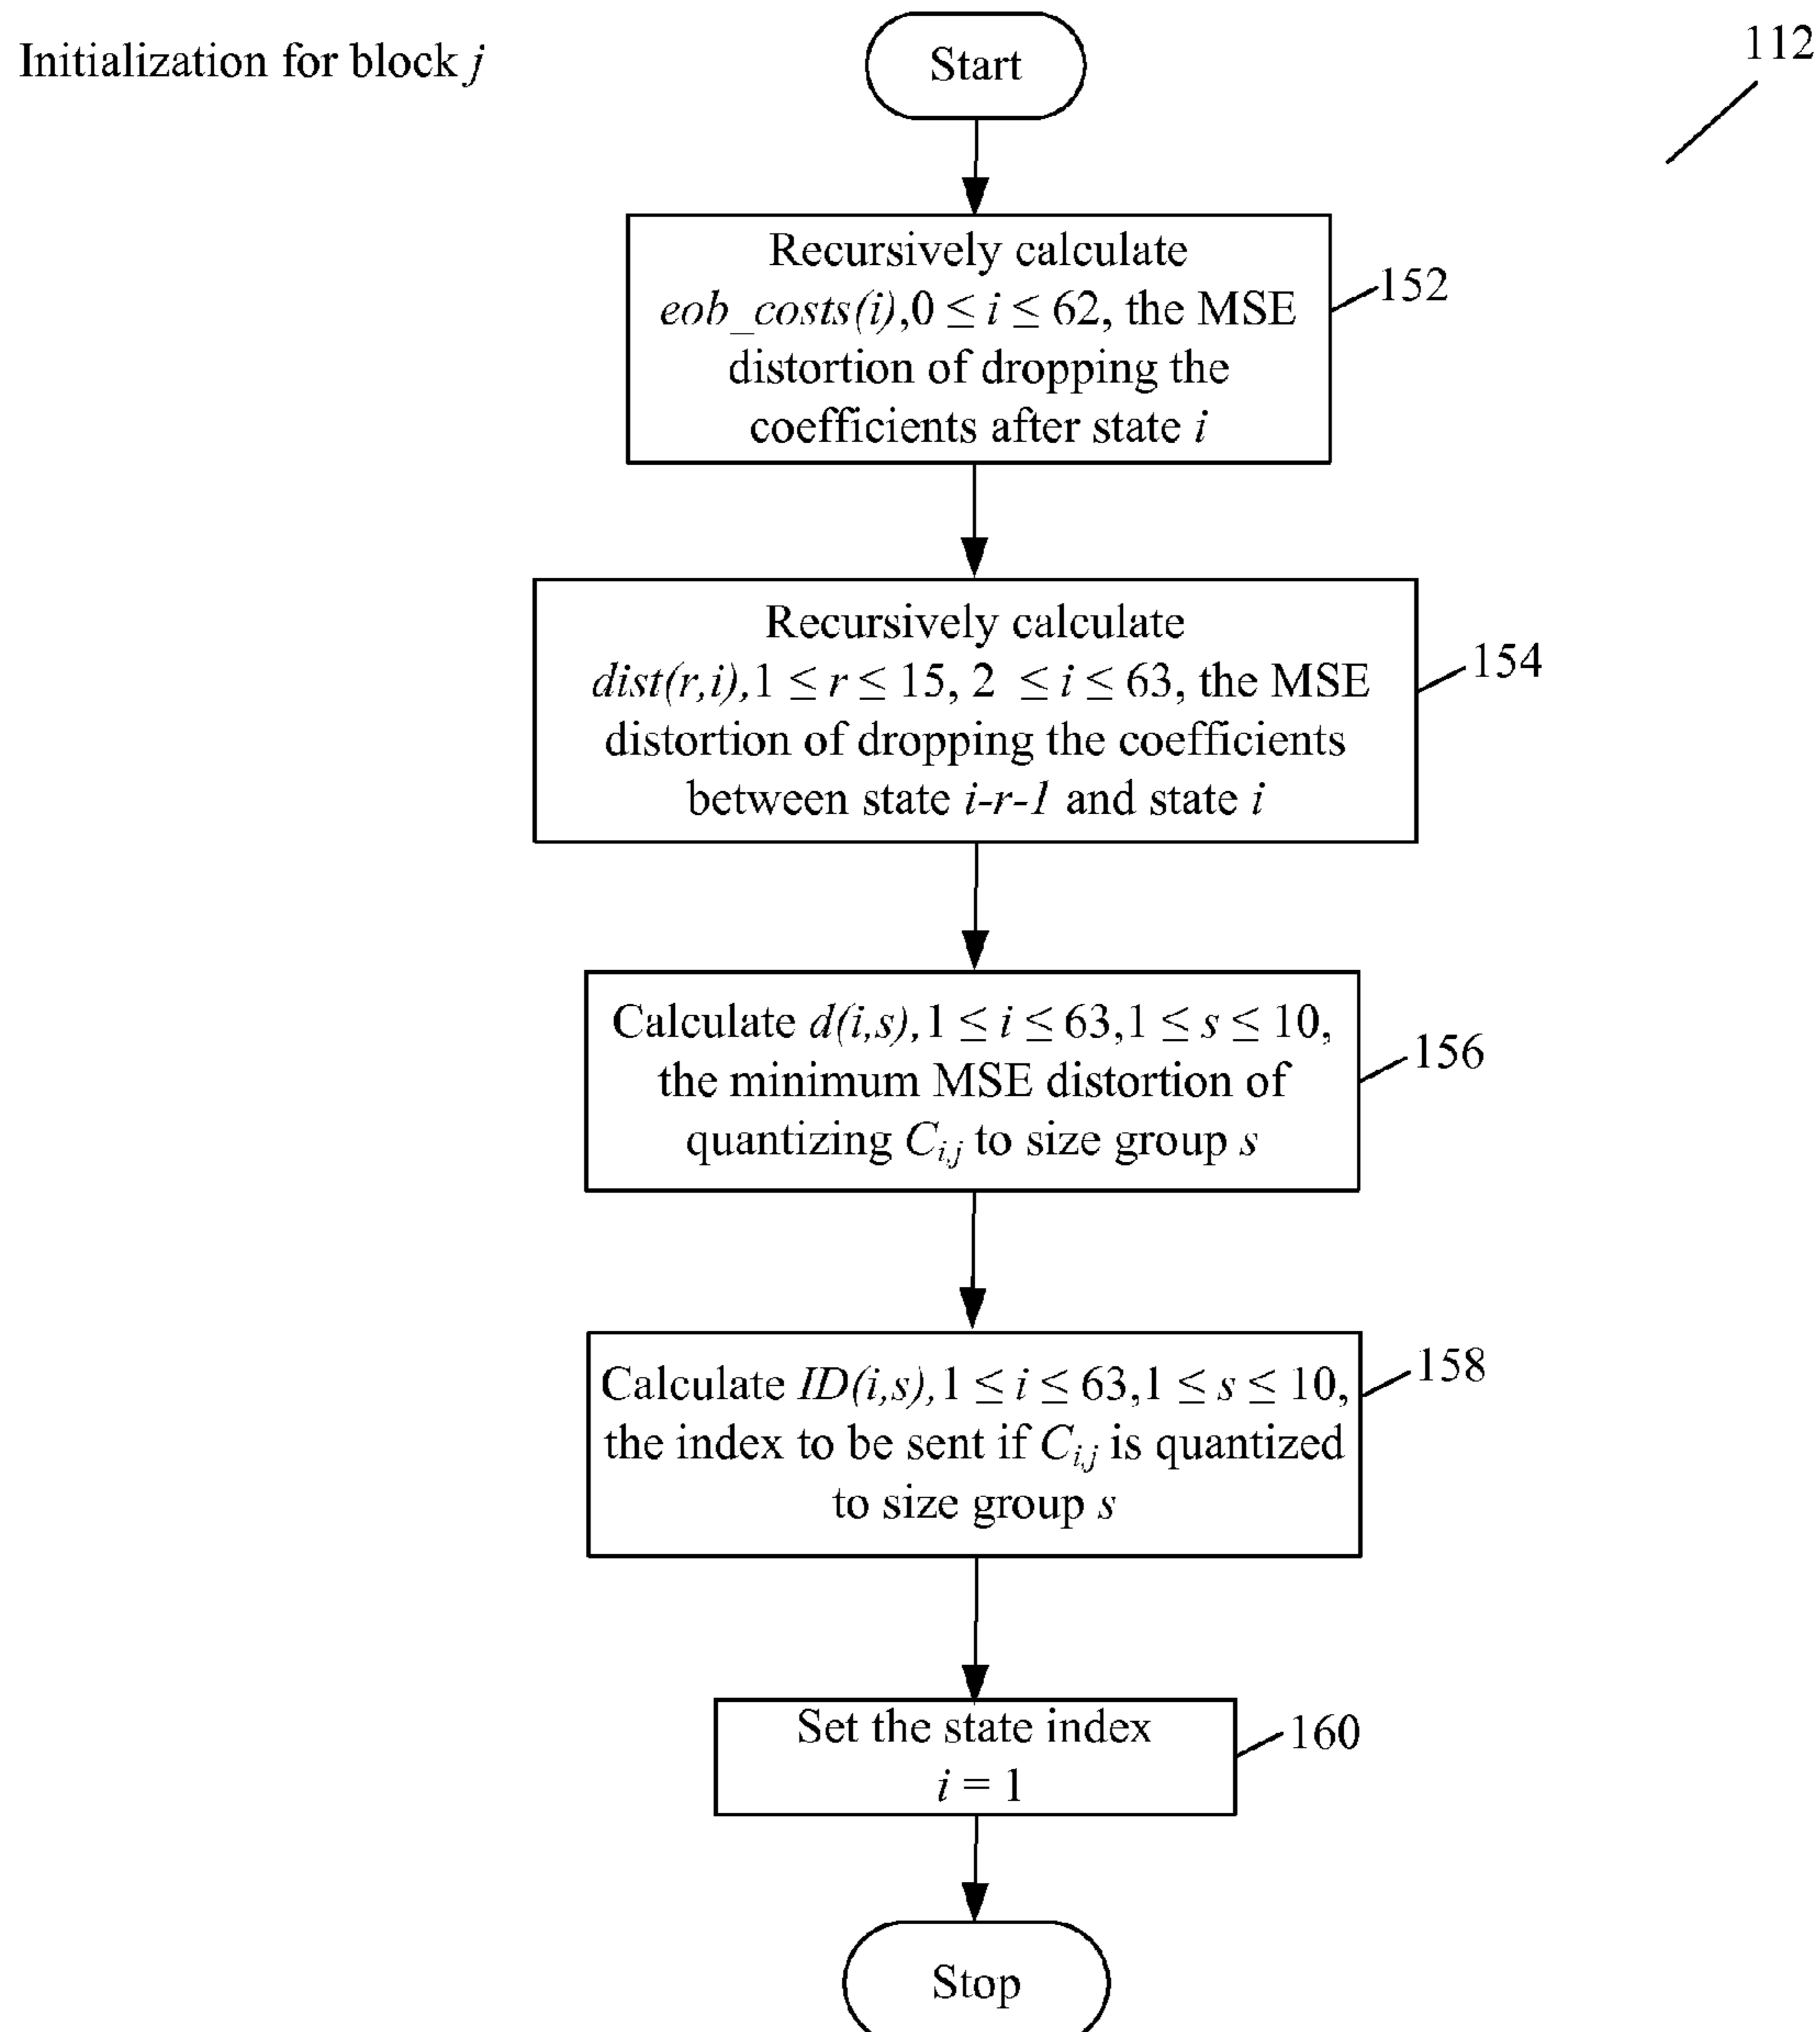 Initialization for block j
Start
112
Recursively calculate
eob_costs(i),0 ≤ i ≤ 62, the MSE
distortion of dropping the
coefficients after state i
152
Recursively calculate
dist(r,i),1 ≤ r ≤ 15, 2 ≤ i ≤ 63, the MSE
distortion of dropping the coefficients
between state i-r-1 and state i
154
Calculate d(i,s),1 ≤ i ≤ 63,1 ≤ s ≤ 10,
the minimum MSE distortion of
quantizing C_{i,j} to size group s
156
Calculate ID(i,s),1 ≤ i ≤ 63,1 ≤ s ≤ 10,
the index to be sent if C_{i,j} is quantized
to size group s
158
Set the state index
i = 1
160
Stop